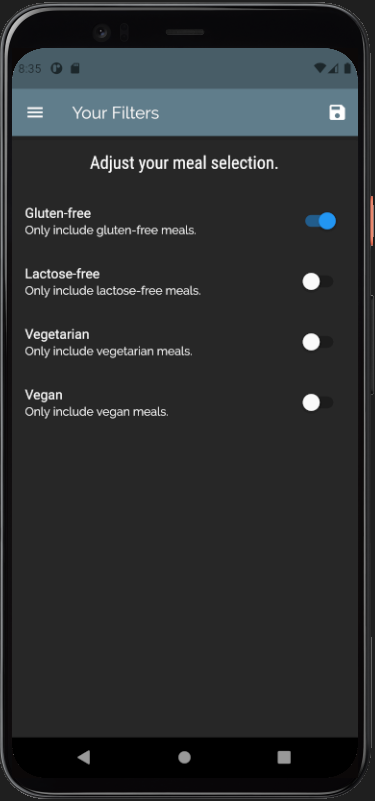 8:35
Your Filters
Adjust your meal selection.
Gluten-free
Only include gluten-free meals.
Lactose-free
Only include lactose-free meals.
Vegetarian
Only include vegetarian meals.
Vegan
Only include vegan meals.